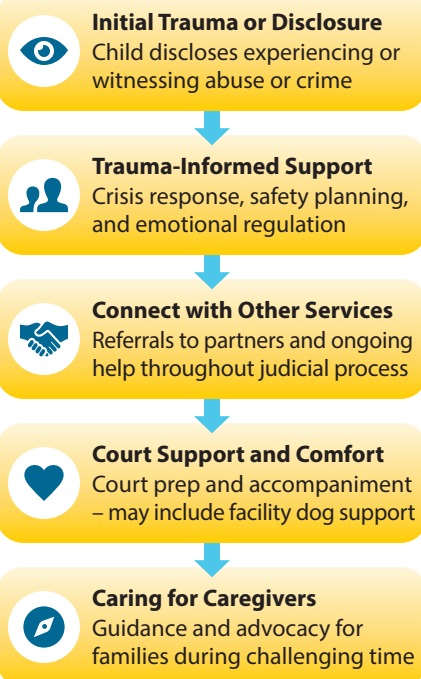 Initial Trauma or Disclosure
Child discloses experiencing or
witnessing abuse or crime
Trauma-Informed Support
Crisis response, safety planning,
and emotional regulation
Connect with Other Services
Referrals to partners and ongoing
help throughout judicial process
Court Support and Comfort
Court prep and accompaniment
– may include facility dog support
Caring for Caregivers
Guidance and advocacy for
families during challenging time